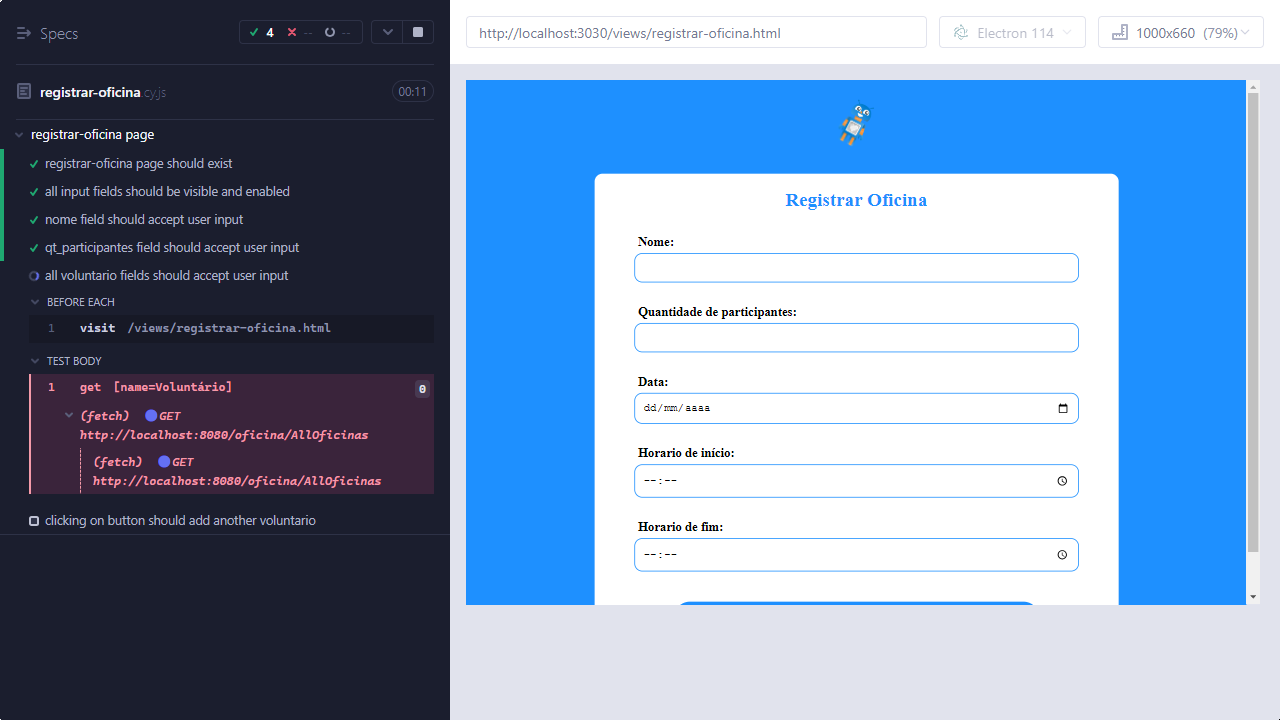 Specs
4
--
--
http://localhost:3030/views/registrar-oficina.html
Electron 114
1000x660 (79%)
registrar-oficina.cy.js
00:11
registrar-oficina page
registrar-oficina page should exist
all input fields should be visible and enabled
nome field should accept user input
qt_participantes field should accept user input
all voluntario fields should accept user input
BEFORE EACH
1 visit /views/registrar-oficina.html
TEST BODY
1 get [name=Voluntário] 0
(fetch) GET
http://localhost:8080/oficina/AllOficinas
(fetch) GET
http://localhost:8080/oficina/AllOficinas
clicking on button should add another voluntario
Registrar Oficina
Nome:
Quantidade de participantes:
Data:
dd/mm/aaaa
Horario de início:
--:--
Horario de fim:
--:--